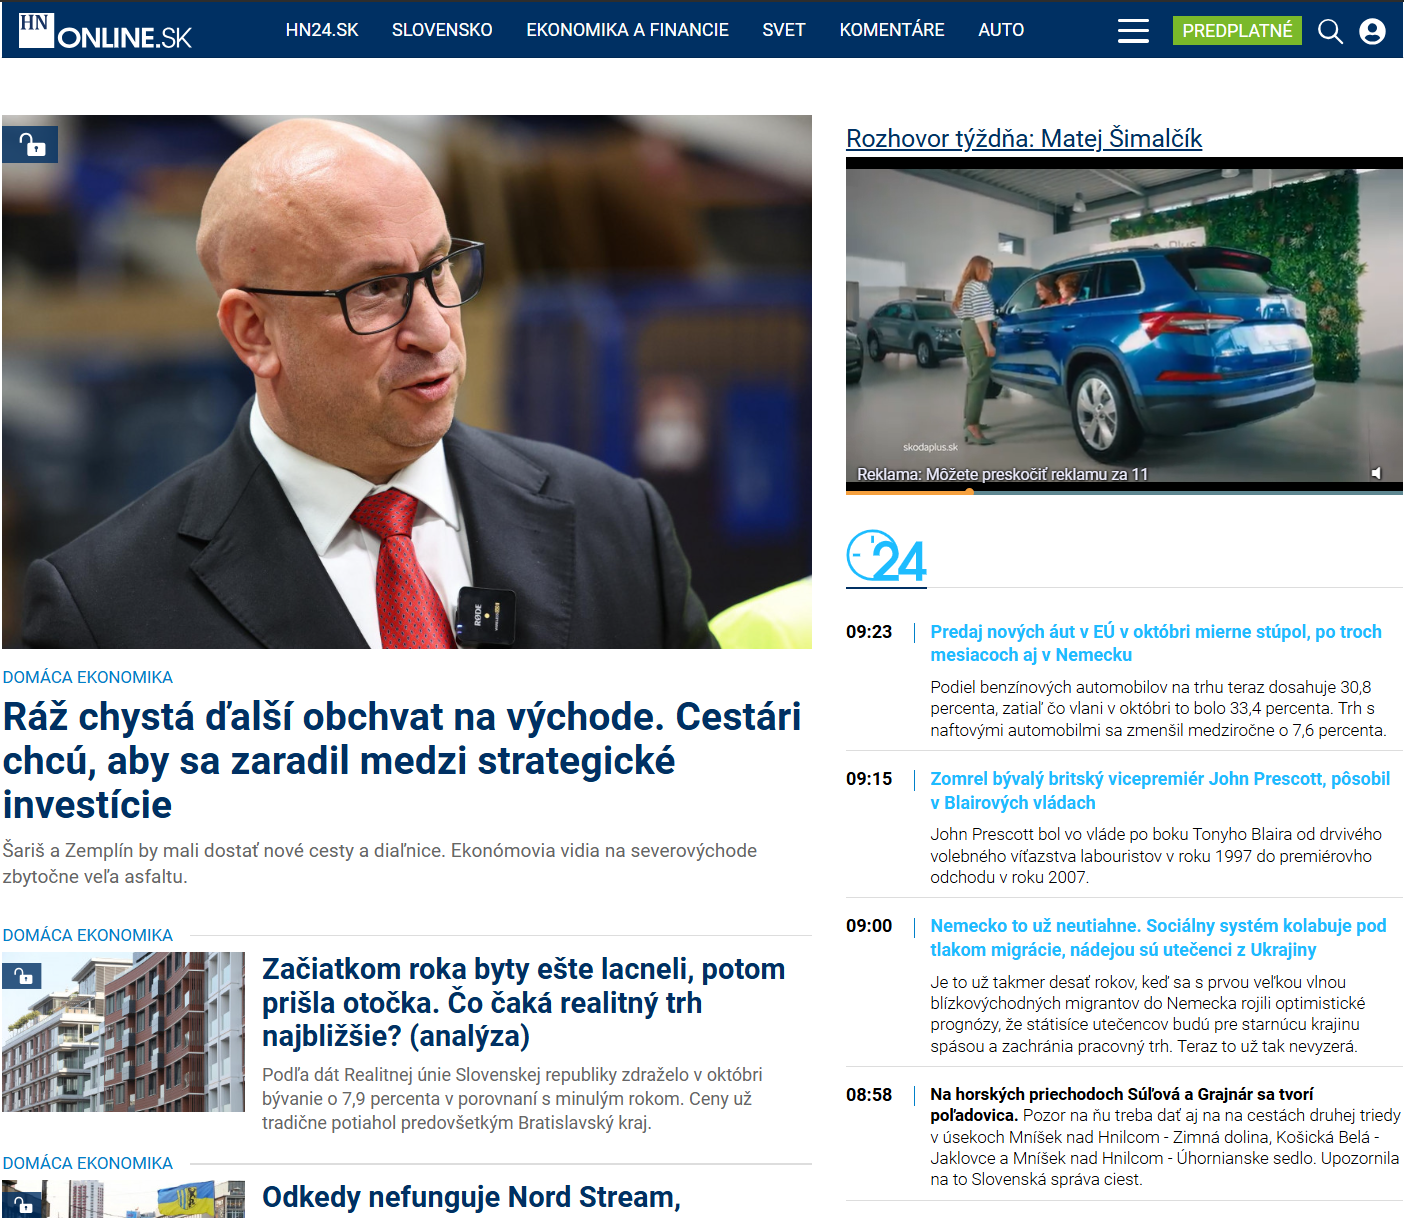 HN ONLINE.SK
HN24.SK SLOVENSKO EKONOMIKA A FINANCIE SVET KOMENTÁRE AUTO
PREDPLATNÉ
DOMÁCA EKONOMIKA
Ráž chystá ďalší obchvat na východe. Cestári
chcú, aby sa zaradil medzi strategické
investície
Šariš a Zemplín by mali dostať nové cesty a diaľnice. Ekonómovia vidia na severovýchode
zbytočne veľa asfaltu.
DOMÁCA EKONOMIKA
Začiatkom roka byty ešte lacneli, potom
prišla otočka. Čo čaká realitný trh
najbližšie? (analýza)
Podľa dát Realitnej únie Slovenskej republiky zdraželo v októbri
bývanie o 7,9 percenta v porovnaní s minulým rokom. Ceny už
tradične potiahol predovšetkým Bratislavský kraj.
DOMÁCA EKONOMIKA
Odkedy nefunguje Nord Stream,
RØDE
Rozhovor týždňa: Matej Šimalčík
plus
skodaplus.sk
Reklama: Môžete preskočiť reklamu za 11
24
09:23
Predaj nových áut v EÚ v októbri mierne stúpol, po troch
mesiacoch aj v Nemecku
Podiel benzínových automobilov na trhu teraz dosahuje 30,8
percenta, zatiaľ čo vlani v októbri to bolo 33,4 percenta. Trh s
naftovými automobilmi sa zmenšil medziročne o 7,6 percenta.
09:15
Zomrel bývalý britský vicepremiér John Prescott, pôsobil
v Blairových vládach
John Prescott bol vo vláde po boku Tonyho Blaira od drvivého
volebného víťazstva labouristov v roku 1997 do premiérovho
odchodu v roku 2007.
09:00
Nemecko to už neutiahne. Sociálny systém kolabuje pod
tlakom migrácie, nádejou sú utečenci z Ukrajiny
Je to už takmer desať rokov, keď sa s prvou veľkou vlnou
blízkovýchodných migrantov do Nemecka rojili optimistické
prognózy, že státisíce utečencov budú pre starnúcu krajinu
spásou a zachránia pracovný trh. Teraz to už tak nevyzerá.
08:58
Na horských priechodoch Súľová a Grajnár sa tvorí
poľadovica. Pozor na ňu treba dať aj na na cestách druhej triedy
v úsekoch Mníšek nad Hnilcom - Zimná dolina, Košická Belá -
Jaklovce a Mníšek nad Hnilcom - Úhornianske sedlo. Upozornila
na to Slovenská správa ciest.